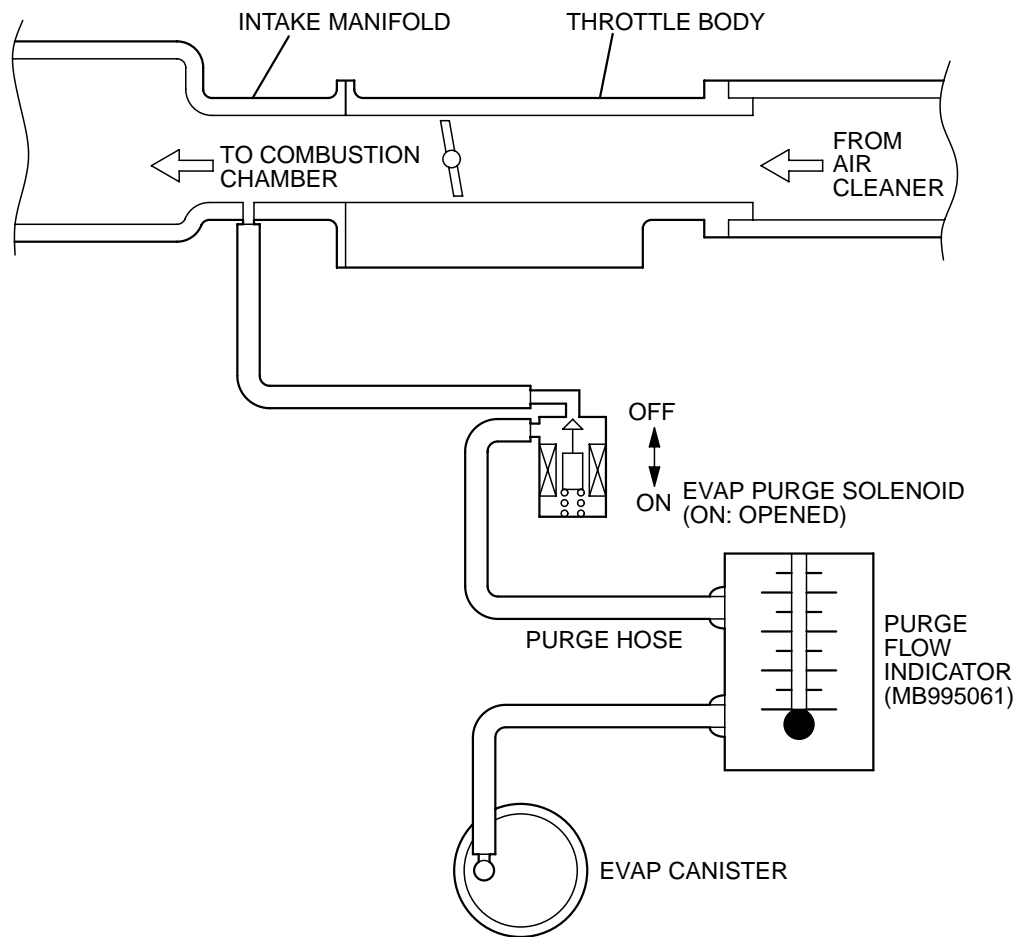 INTAKE MANIFOLD
THROTTLE BODY
TO COMBUSTION
CHAMBER
FROM
AIR
CLEANER
OFF
ON
EVAP PURGE SOLENOID
(ON: OPENED)
PURGE HOSE
PURGE
FLOW
INDICATOR
(MB995061)
EVAP CANISTER